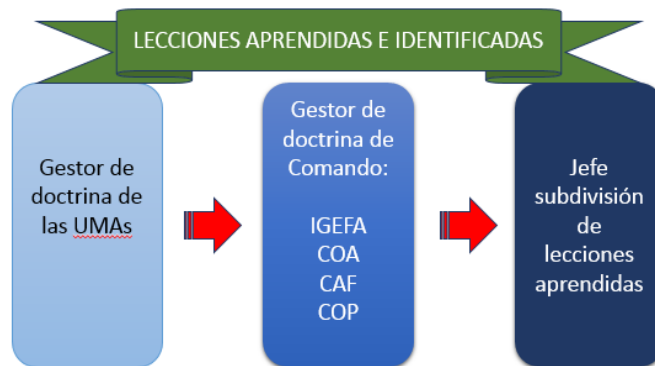 LECCIONES APRENDIDAS E IDENTIFICADAS
Gestor de
doctrina de
las UMAs
Gestor de
doctrina de
Comando:
IGEFA
COA
CAF
COP
Jefe
subdivisión
de
lecciones
aprendidas